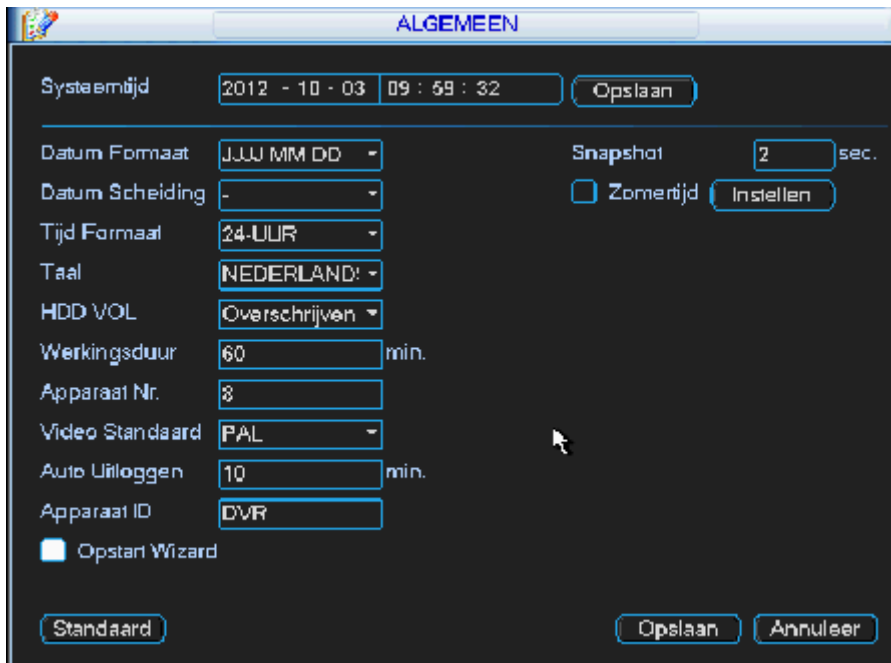 ALGEMEEN
Systeemtijd 2012 - 10 - 03 09 : 59 : 32 Opslaan
Datum Formaat JJJJ MM DD Snapshot 2 sec.
Datum Scheiding - Zomertijd Instellen
Tijd Formaat 24-UUR
Taal NEDERLANDS
HDD VOL Overschrijven
Werkingsduur 60 min.
Apparaat Nr. 8
Video Standaard PAL
Auto Uitloggen 10 min.
Apparaat ID DVR
Opstart Wizard
Standaard Opslaan Annuleer